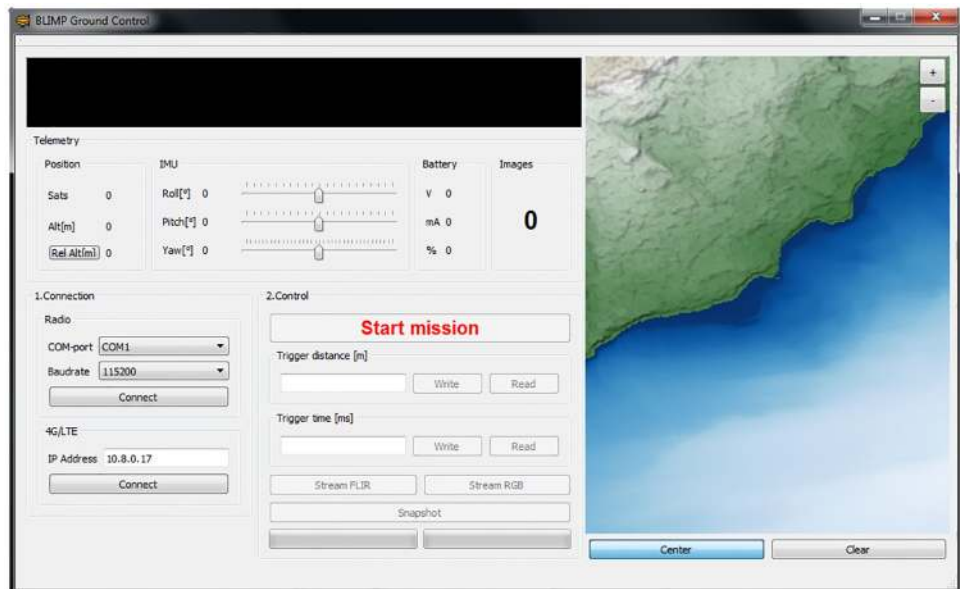 BLIMP Ground Control
+
-
Telemetry
Position
IMU
Battery
Images
Sats 0
Roll[°] 0
V 0
0
Alt[m] 0
Pitch[°] 0
mA 0
Rel Alt[m] 0
Yaw[°] 0
% 0
1.Connection
Radio
COM-port COM1
Baudrate 115200
Connect
4G/LTE
IP Address 10.8.0.17
Connect
2.Control
Start mission
Trigger distance [m]
Write Read
Trigger time [ms]
Write Read
Stream FLIR Stream RGB
Snapshot
Center Clear